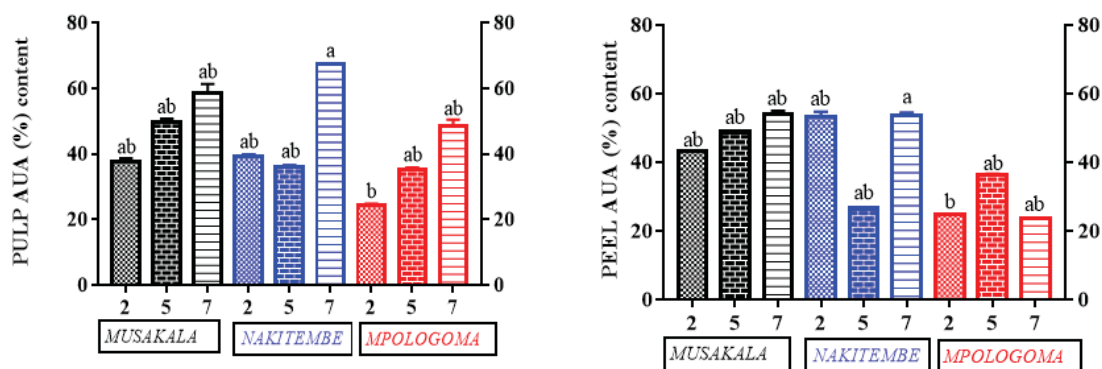 PULP AUA (%) content
80
60
40
20
0
80
60
40
20
0
ab
ab
ab
ab
ab
a
b
ab
ab
2 5 7 2 5 7 2 5 7
MUSAKALA NAKITEMBE MPOLOGOMA
PEEL AUA (%) content
80
60
40
20
0
80
60
40
20
0
ab
ab
ab
ab
ab
a
b
ab
ab
2 5 7 2 5 7 2 5 7
MUSAKALA NAKITEMBE MPOLOGOMA